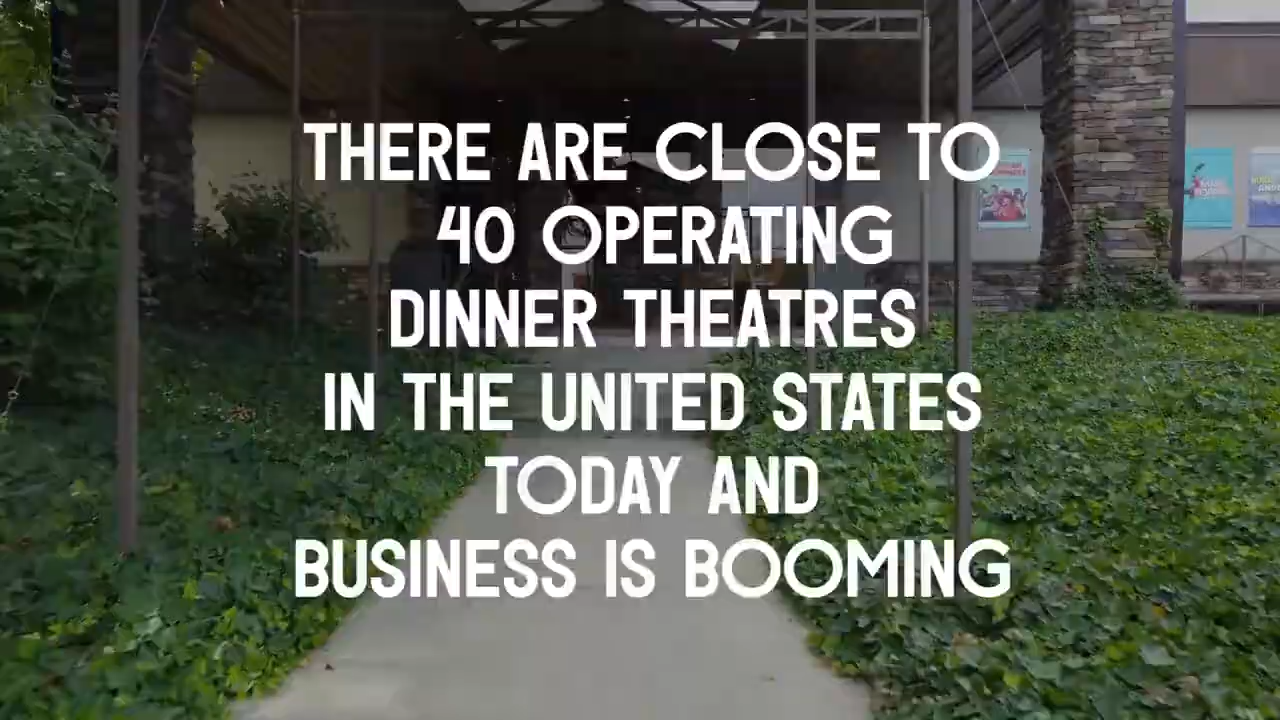 THERE ARE CLOSE TO
40 OPERATING
DINNER THEATRES
IN THE UNITED STATES
TODAY AND
BUSINESS IS BOOMING